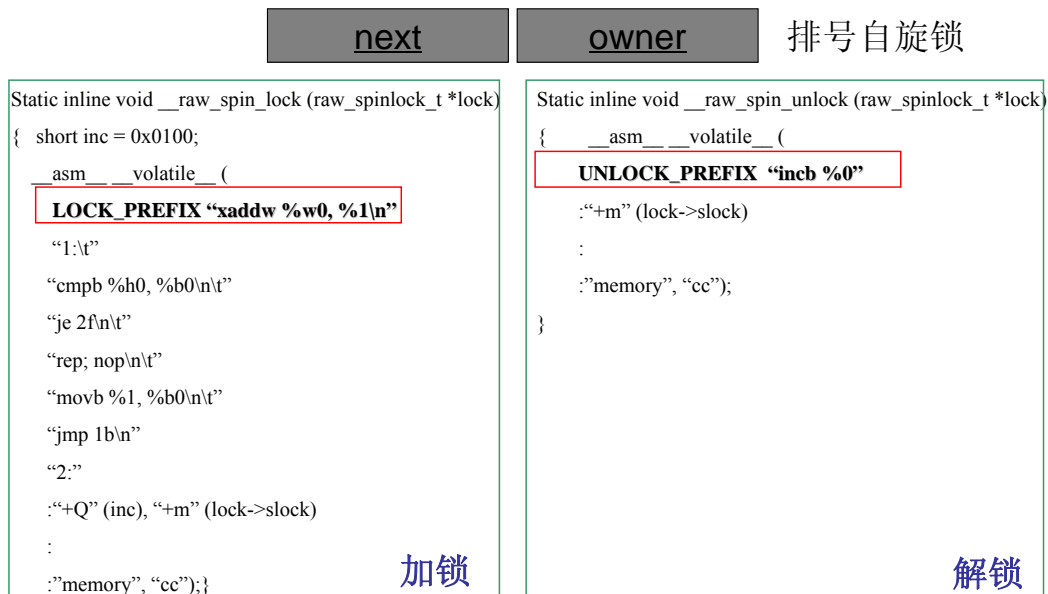 next owner 排号自旋锁
Static inline void __raw_spin_lock (raw_spinlock_t *lock)
{ short inc = 0x0100;
__asm__ __volatile__ (
LOCK_PREFIX “xaddw %w0, %1\n”
“1:\t”
“cmpb %h0, %b0\n\t”
“je 2f\n\t”
“rep; nop\n\t”
“movb %1, %b0\n\t”
“jmp 1b\n”
“2:”
:“+Q” (inc), “+m” (lock->slock)
:
:”memory”, “cc”);}
加锁
Static inline void __raw_spin_unlock (raw_spinlock_t *lock)
{ __asm__ __volatile__ (
UNLOCK_PREFIX “incb %0”
:“+m” (lock->slock)
:
:”memory”, “cc”);
}
解锁